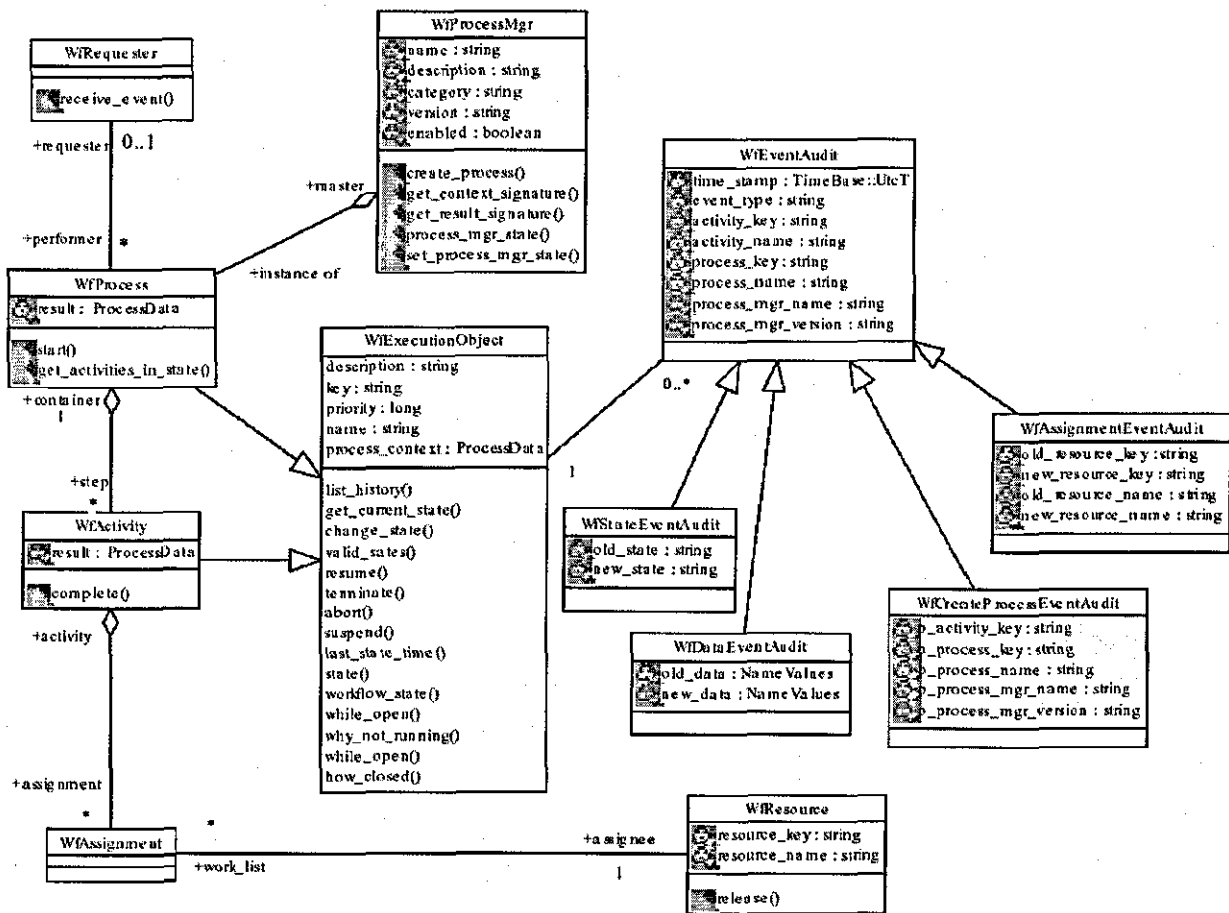 WfRequester
receive_event()
+requester
0..1
+performer
*
WfProcess
result : ProcessData
start()
get_activities_in_state()
+container
1
+step
*
WfActivity
result : ProcessData
complete()
+activity
+assignment
*
WfAssignment
*
+work_list
WfProcessMgr
name : string
description : string
category : string
version : string
enabled : boolean
create_process()
get_context_signature()
get_result_signature()
process_mgr_state()
set_process_mgr_state()
+master
+instance of
WfExecutionObject
description : string
key : string
priority : long
name : string
process_context : ProcessData
list_history()
get_current_state()
change_state()
valid_sates()
resume()
terminate()
abort()
suspend()
last_state_time()
state()
workflow_state()
while_open()
why_not_running()
while_open()
how_closed()
1
0..*
WfEventAudit
time_stamp : TimeBase::UtcT
event_type : string
activity_key : string
activity_name : string
process_key : string
process_name : string
process_mgr_name : string
process_mgr_version : string
WfStateEventAudit
old_state : string
new_state : string
WfDataEventAudit
old_data : NameValues
new_data : NameValues
WfAssignmentEventAudit
old_resource_key :string
new_resource_key : string
old_resource_name : string
new_resource_name : string
WfCreateProcessEventAudit
p_activity_key : string
p_process_key : string
p_process_name : string
p_process_mgr_name : string
p_process_mgr_version : string
+assignee
1
WfResource
resource_key : string
resource_name : string
release()